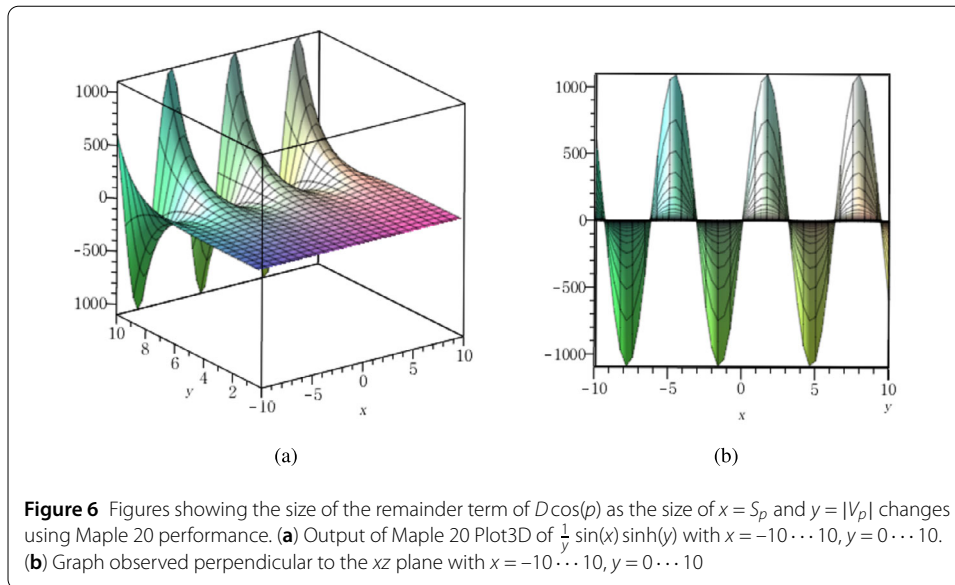 1000
500
0
−500
1000
10
8
6
4
2
y
−10
−5
0
5
10
x
(a)
1000
500
0
−500
−1000
−10
−5
0
5
10
x
y
(b)
Figure 6 Figures showing the size of the remainder term of D cos(p) as the size of x = S_p and y = |V_p| changes
using Maple 20 performance. (a) Output of Maple 20 Plot3D of \frac{1}{y} sin(x) sinh(y) with x = −10 ··· 10, y = 0 ··· 10.
(b) Graph observed perpendicular to the xz plane with x = −10 ··· 10, y = 0 ··· 10